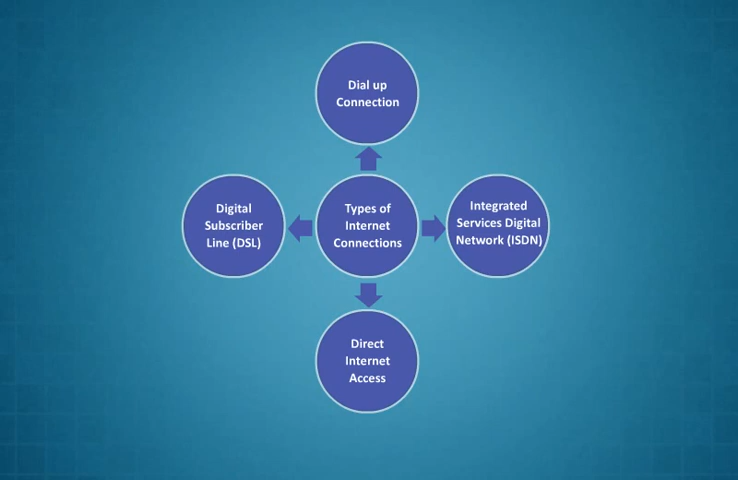 Dial up
Connection
Digital
Subscriber
Line (DSL)
Types of
Internet
Connections
Integrated
Services Digital
Network (ISDN)
Direct
Internet
Access